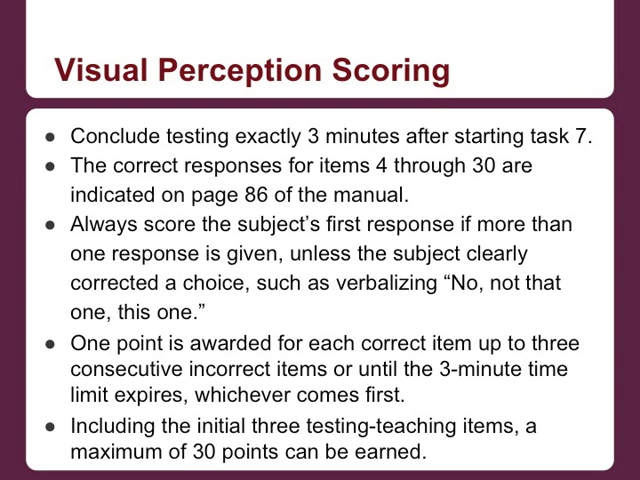 Visual Perception Scoring
● Conclude testing exactly 3 minutes after starting task 7.
● The correct responses for items 4 through 30 are
indicated on page 86 of the manual.
● Always score the subject’s first response if more than
one response is given, unless the subject clearly
corrected a choice, such as verbalizing “No, not that
one, this one.”
● One point is awarded for each correct item up to three
consecutive incorrect items or until the 3-minute time
limit expires, whichever comes first.
● Including the initial three testing-teaching items, a
maximum of 30 points can be earned.